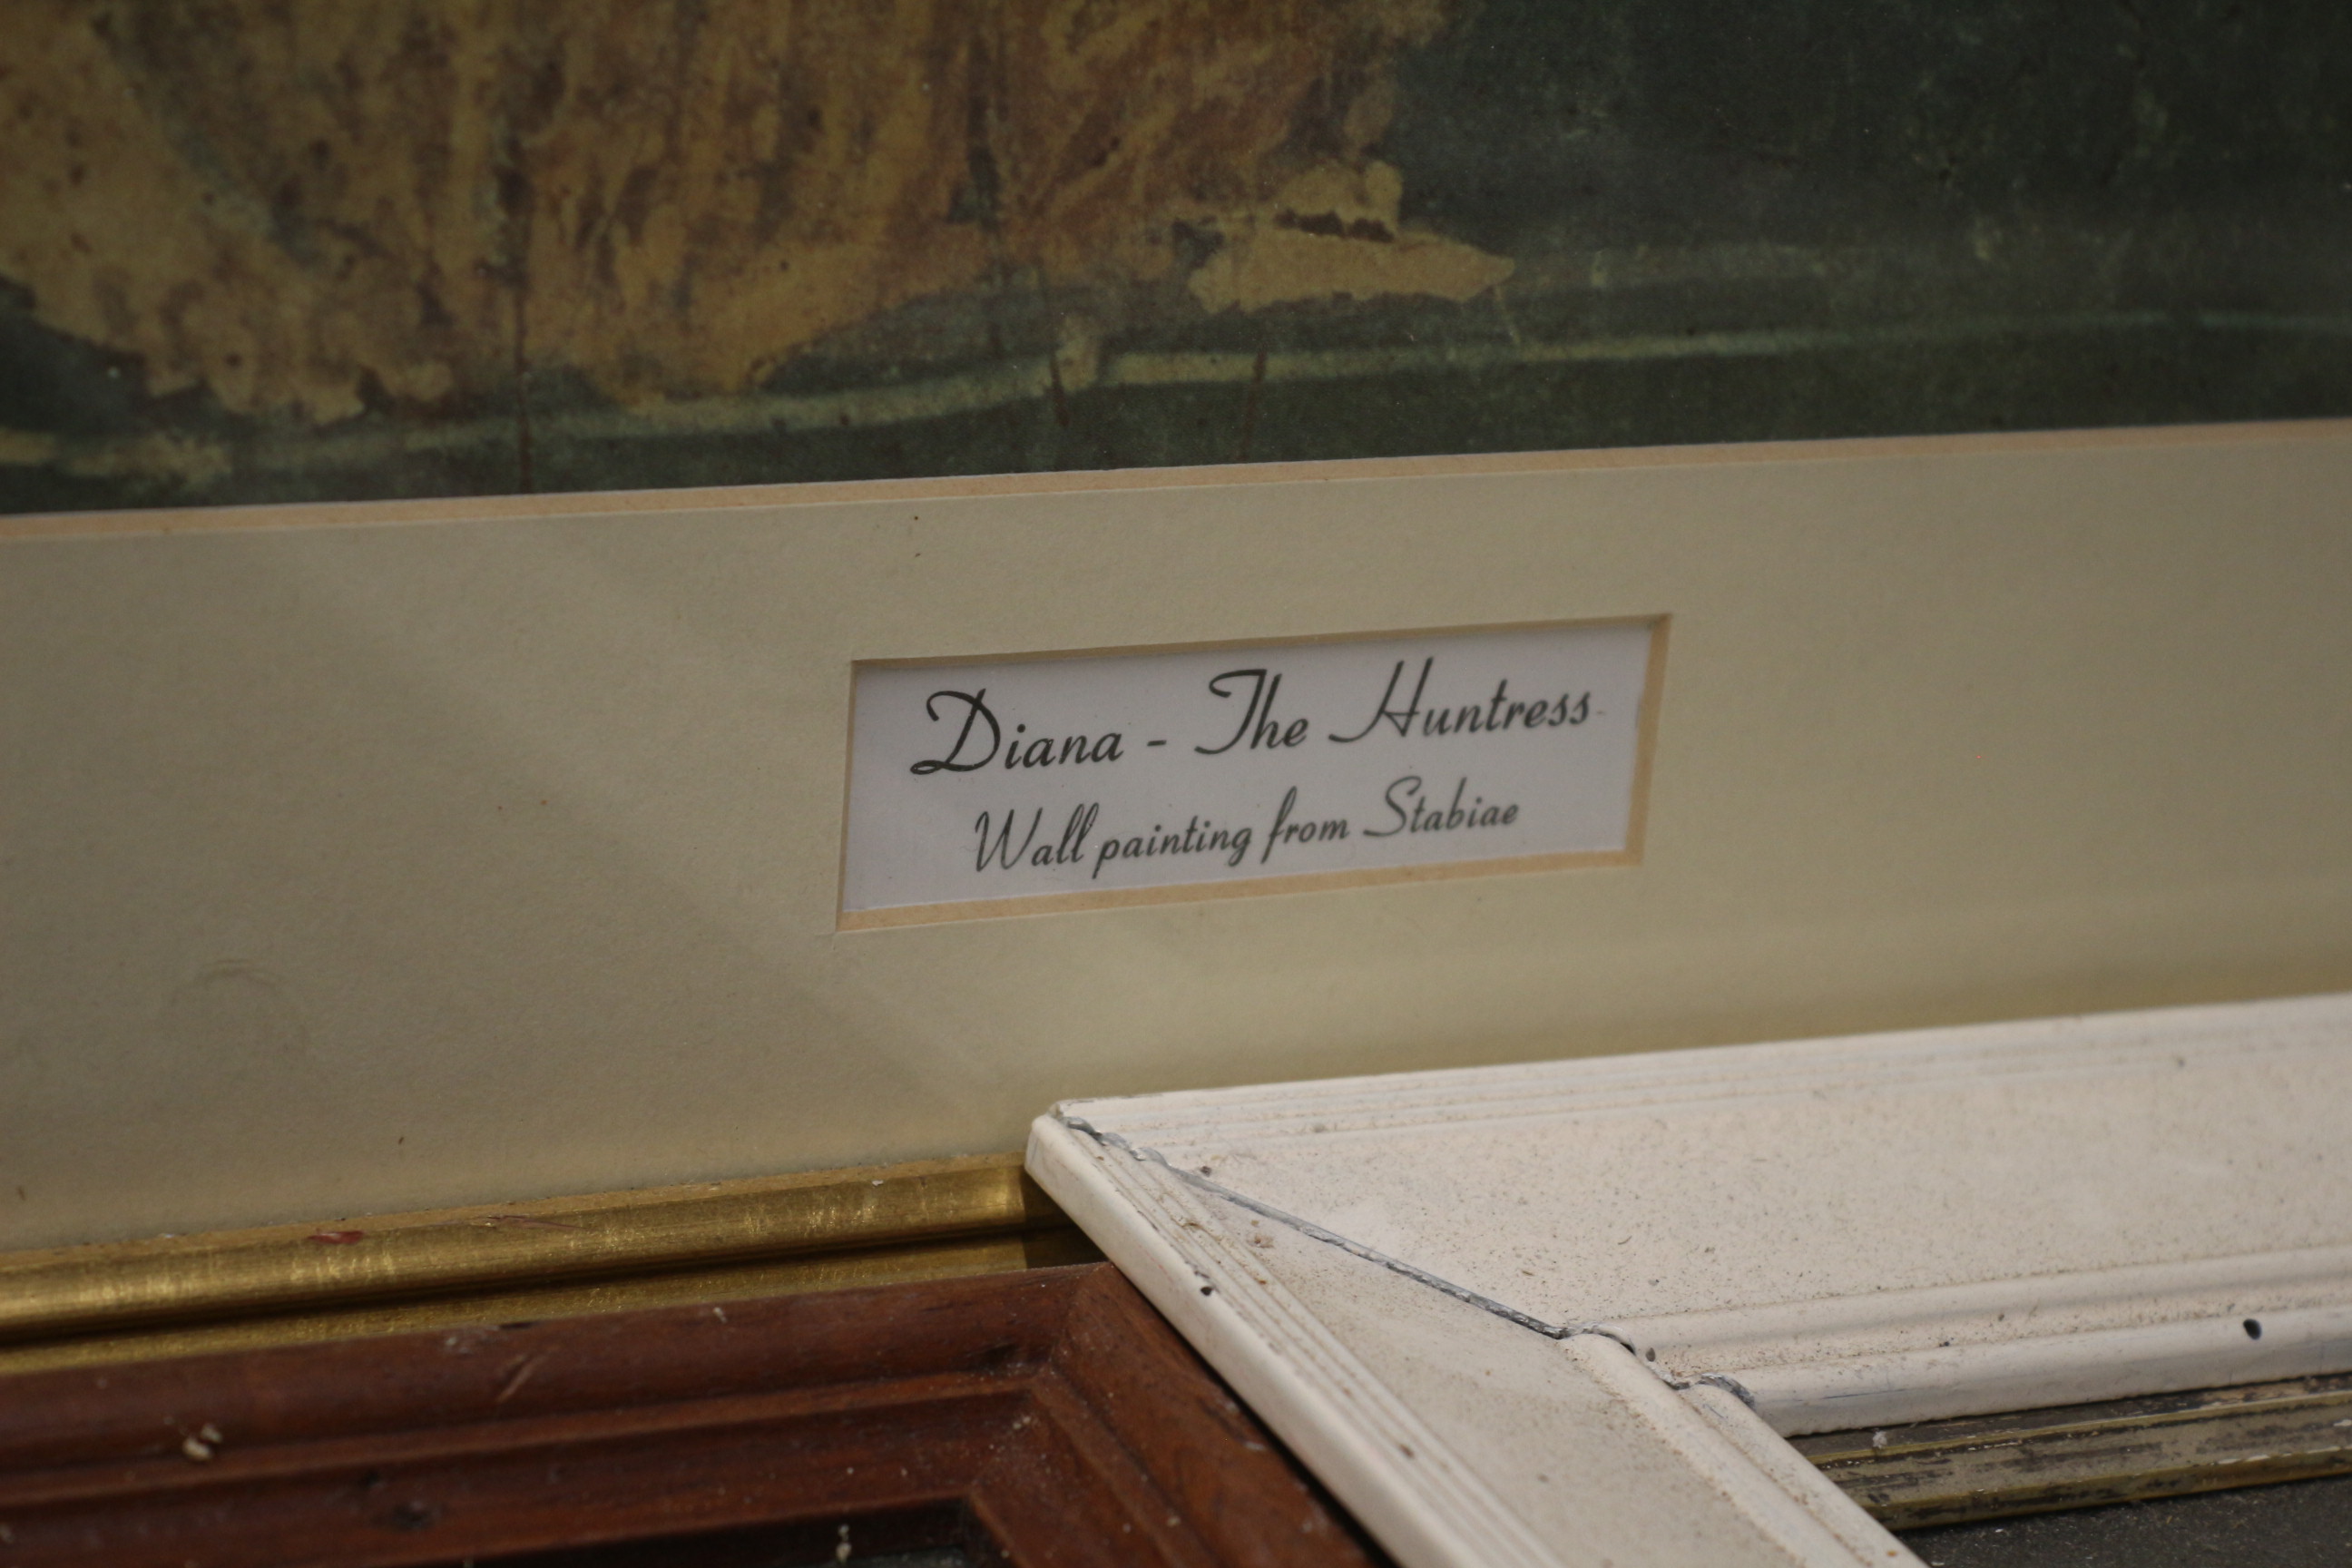 Diana - The Huntress
Wall painting from Stabiae